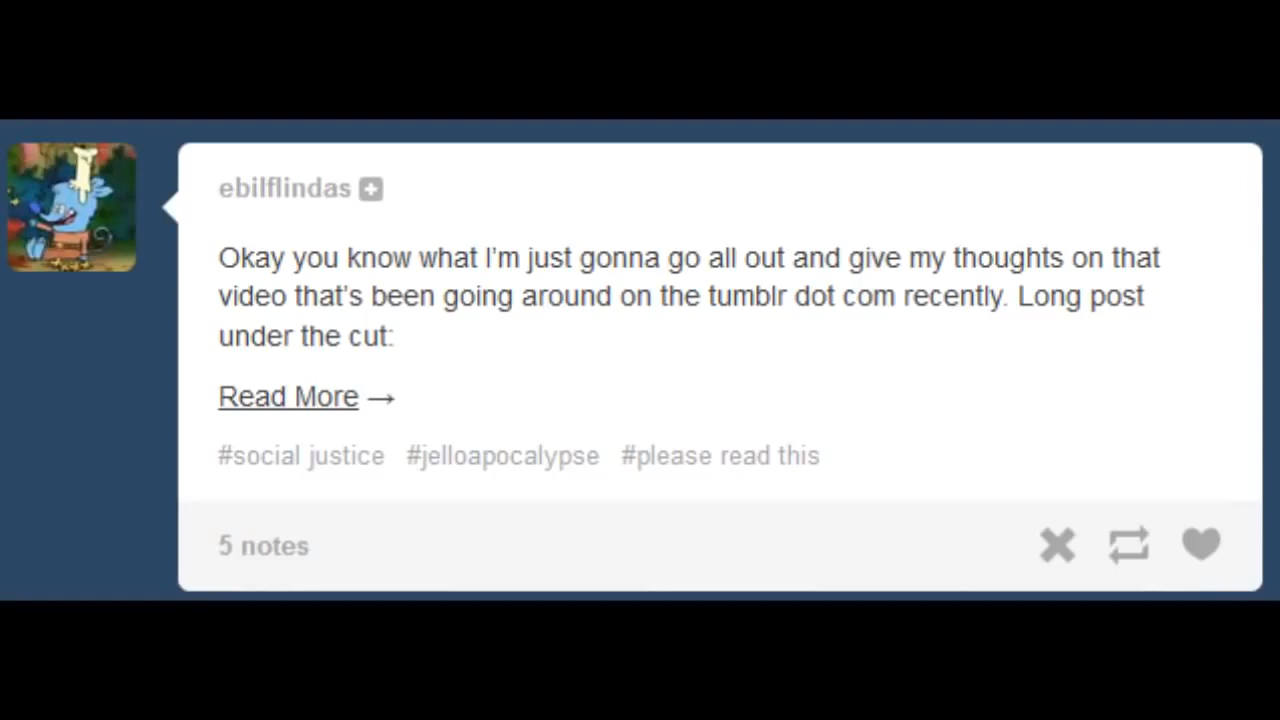 ebilflindas
Okay you know what I'm just gonna go all out and give my thoughts on that
video that's been going around on the tumblr dot com recently. Long post
under the cut:
Read More →
#social justice #jelloapocalypse #please read this
5 notes